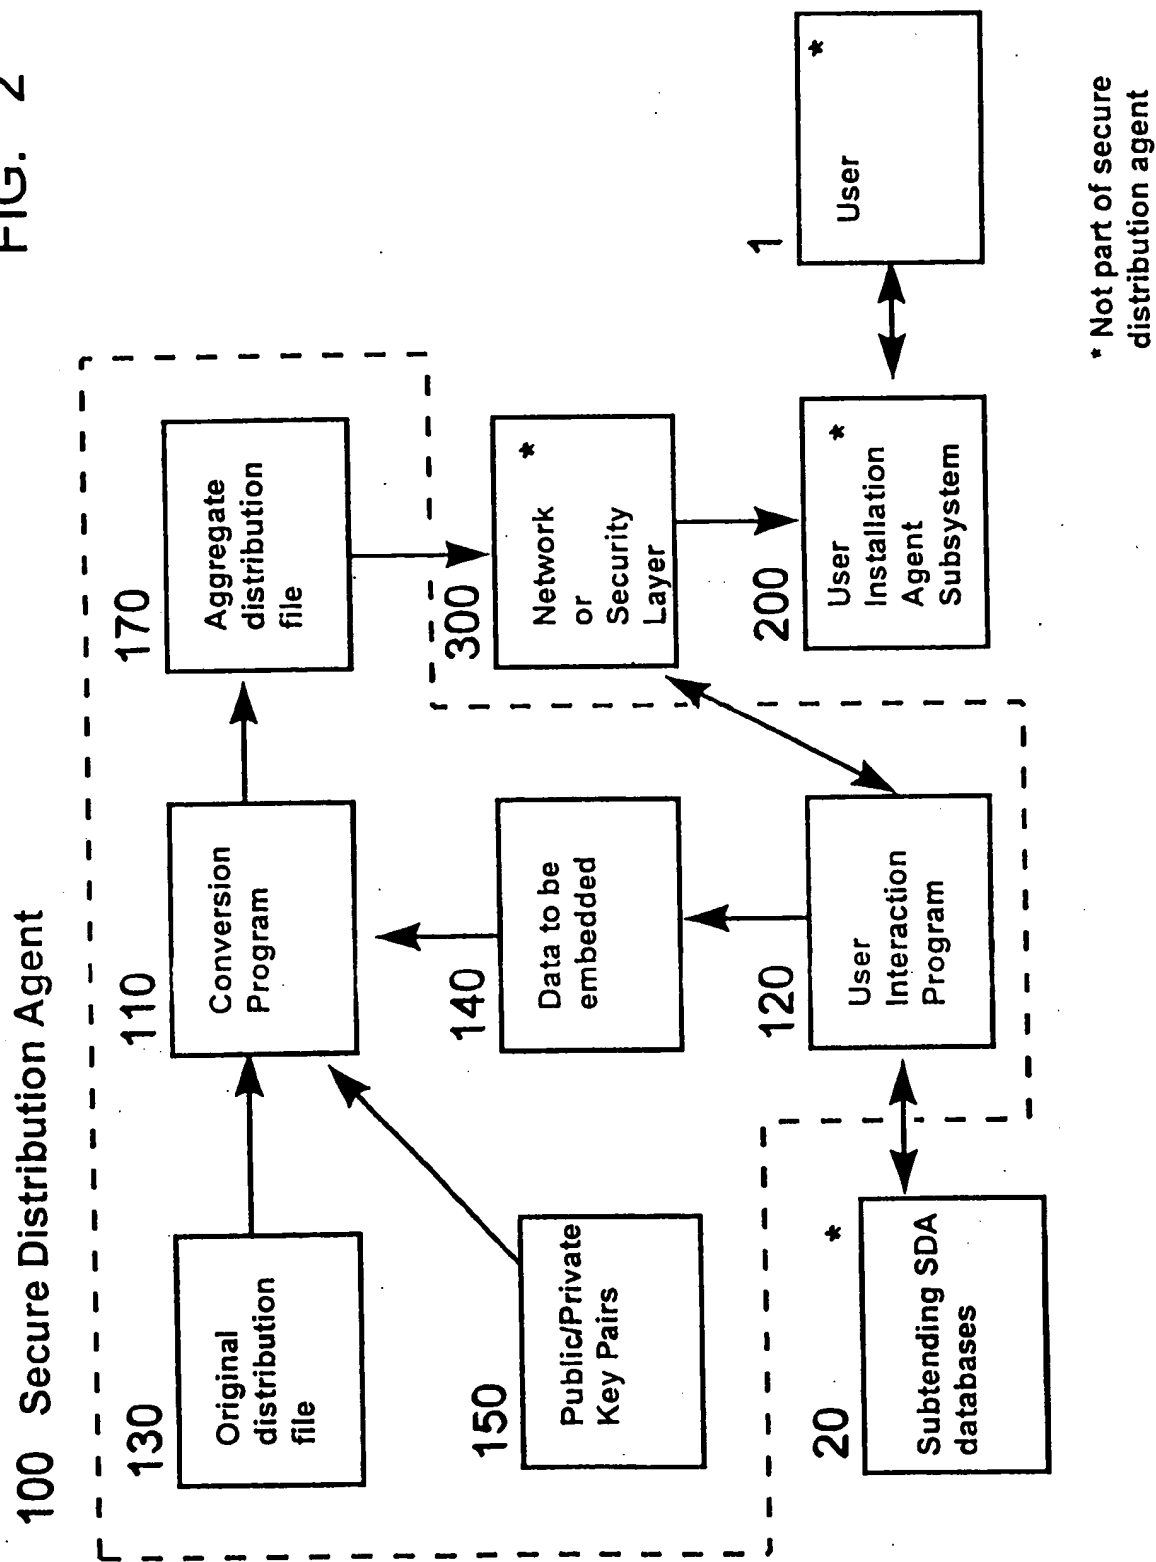 FIG. 2
100 Secure Distribution Agent
130
Original
distribution
file
110
Conversion
Program
170
Aggregate
distribution
file
150
Public/Private
Key Pairs
140
Data to be
embedded
300
Network *
or
Security
Layer
20
*
Subtending SDA
databases
120
User
Interaction
Program
200
User *
Installation
Agent
Subsystem
1
*
User
* Not part of secure
distribution agent